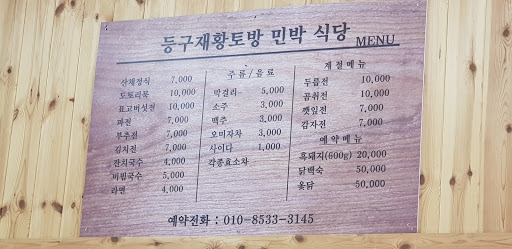 등구재황토방 민박 식당 MENU
산채정식 7,000
도토리묵 10,000
표고버섯전 10,000
파전 7,000
부추전 7,000
김치전 7,000
잔치국수 4,000
비빔국수 5,000
라면 4,000
주류/음료
막걸리 5,000
소주 3,000
맥주 3,000
오미자차 3,000
사이다 1,000
각종효소차
계절메뉴
두릅전 10,000
곰취전 10,000
깻잎전 7,000
감자전 7,000
예약메뉴
흑돼지(600g) 20,000
닭백숙 50,000
옻닭 50,000
예약전화 : 010-8533-3145